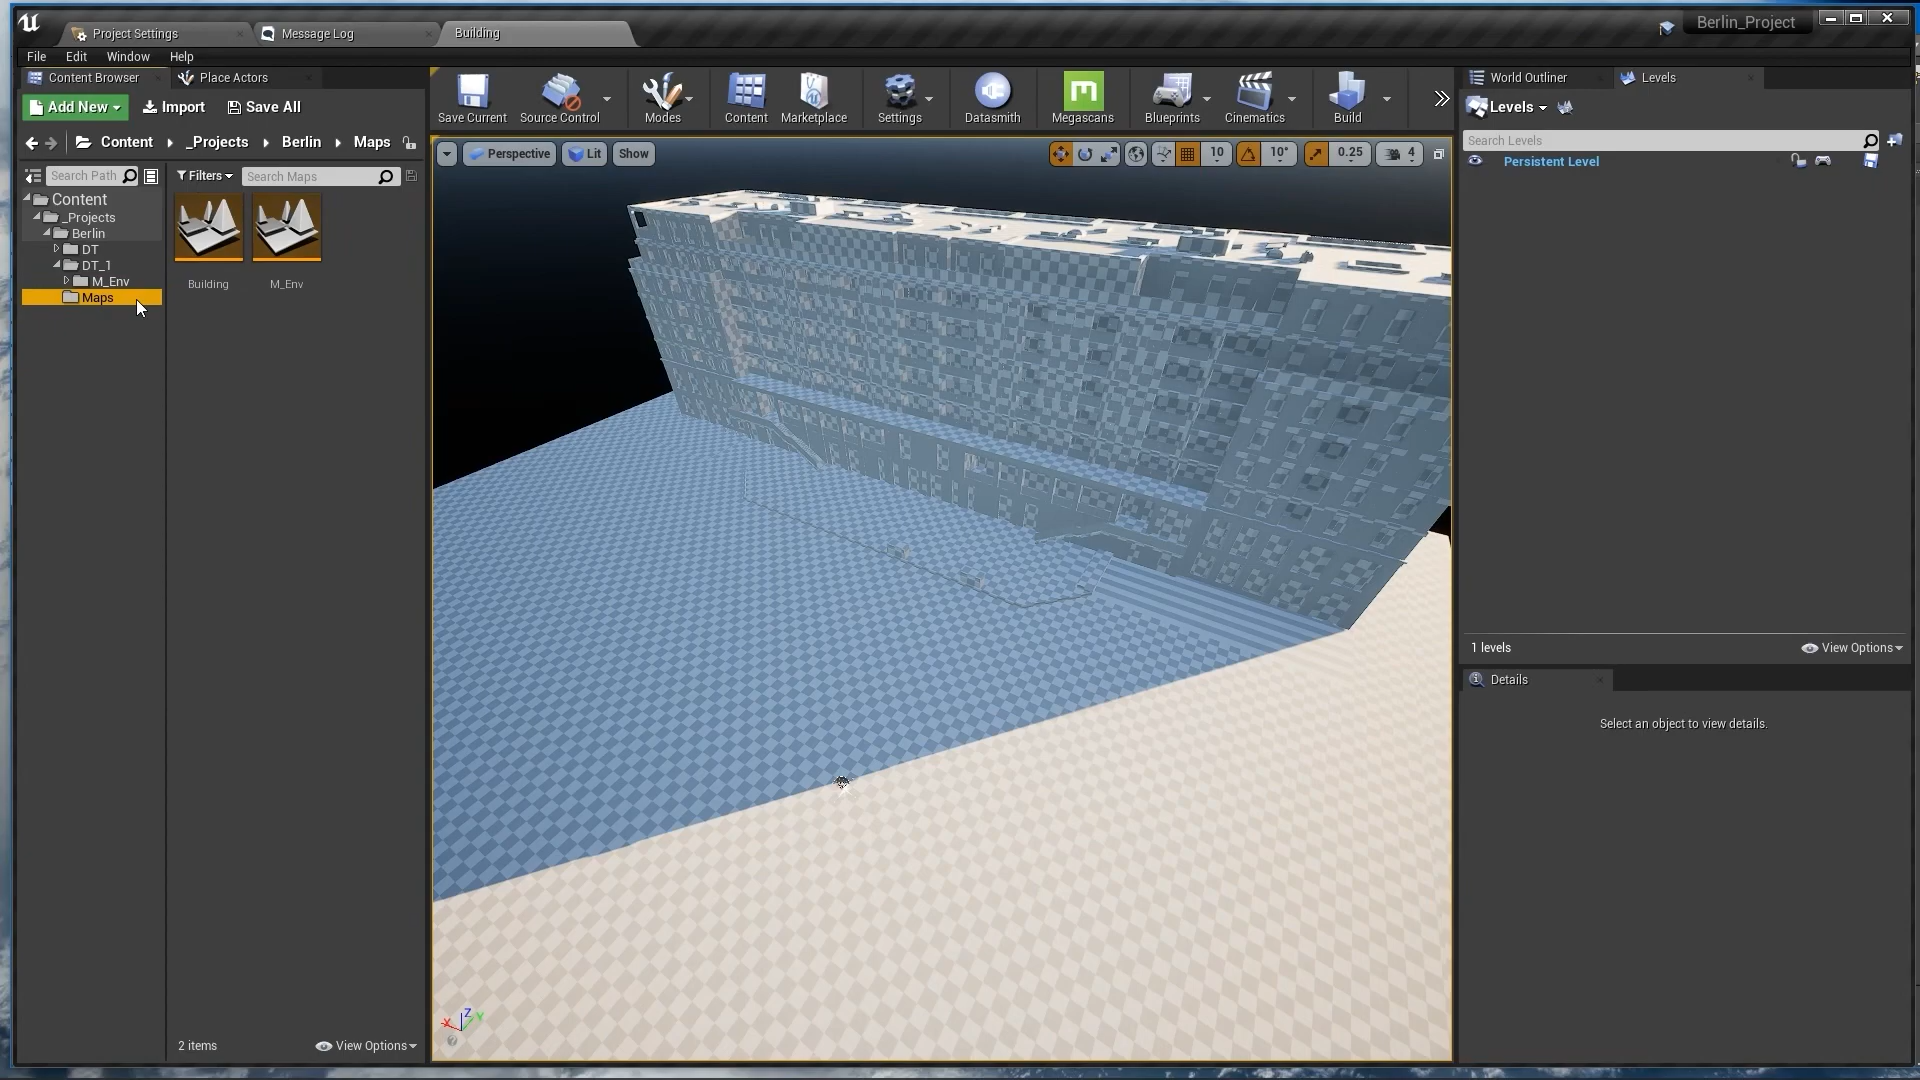 Project Settings
Message Log
Building
Berlin_Project
File Edit Window Help
Content Browser
Place Actors
Add New
Import
Save All
Content _Projects Berlin Maps
Search Path
Filters
Search Maps
Content
_Projects
Berlin
DT
DT_1
M_Env
Maps
Building
M_Env
2 items
View Options
Save Current
Source Control
Modes
Content
Marketplace
Settings
Datasmith
Megascans
Blueprints
Cinematics
Build
Perspective
Lit
Show
10
10°
0.25
4
X
Z
Y
World Outliner
Levels
Levels
Search Levels
Persistent Level
1 levels
View Options
Details
Select an object to view details.